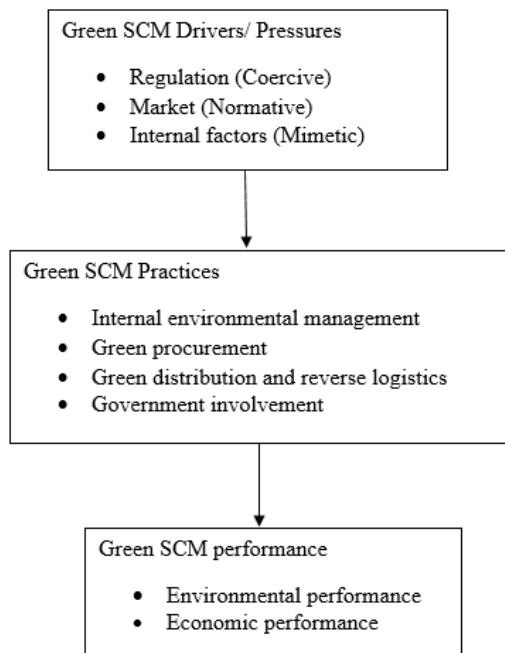 Green SCM Drivers/ Pressures
• Regulation (Coercive)
• Market (Normative)
• Internal factors (Mimetic)
Green SCM Practices
• Internal environmental management
• Green procurement
• Green distribution and reverse logistics
• Government involvement
Green SCM performance
• Environmental performance
• Economic performance